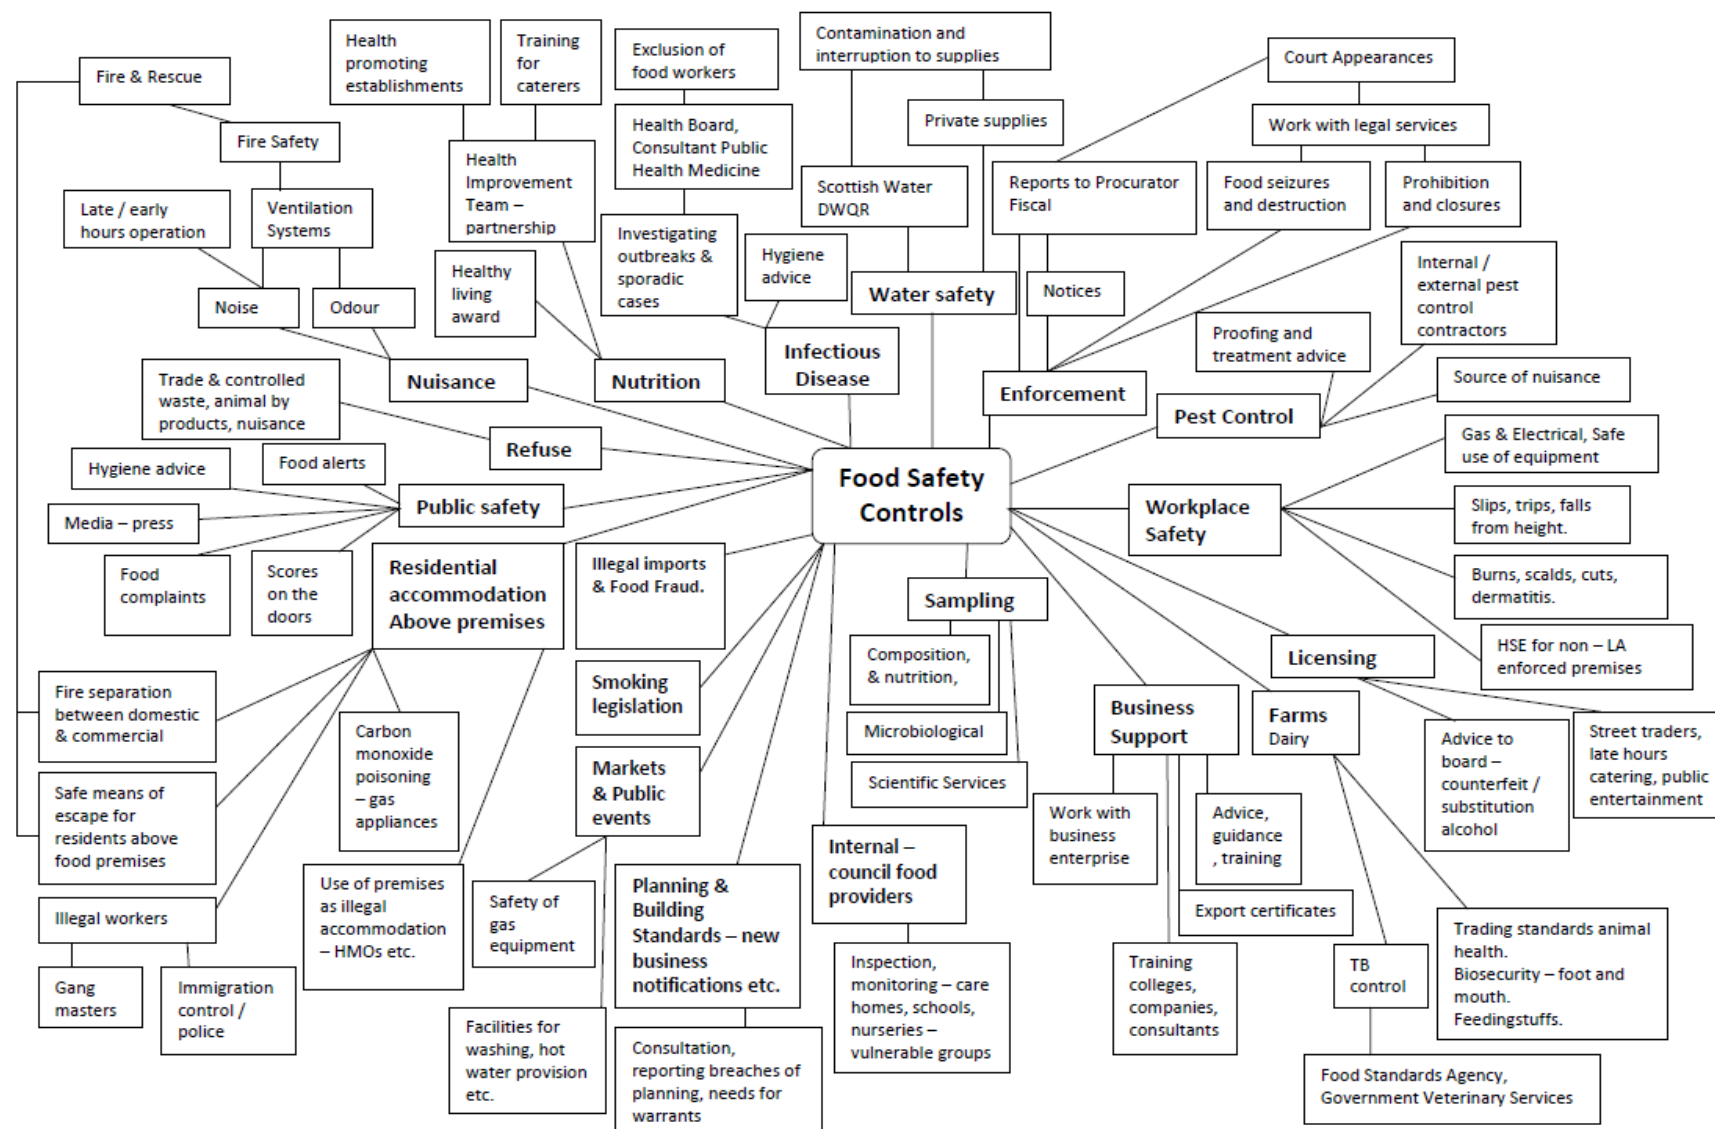 Fire & Rescue
Health
promoting
establishments
Training
for
caterers
Exclusion of
food workers
Contamination and
interruption to supplies
Court Appearances
Fire Safety
Health Board,
Consultant Public
Health Medicine
Private supplies
Work with legal services
Late / early
hours operation
Ventilation
Systems
Health
Improvement
Team –
partnership
Scottish Water
DWQR
Reports to Procurator
Fiscal
Food seizures
and destruction
Prohibition
and closures
Investigating
outbreaks &
sporadic
cases
Hygiene
advice
Healthy
living
award
Internal /
external pest
control
contractors
Noise
Odour
Water safety
Notices
Proofing and
treatment advice
Infectious
Disease
Nuisance
Nutrition
Enforcement
Source of nuisance
Pest Control
Trade & controlled
waste, animal by
products, nuisance
Refuse
Gas & Electrical, Safe
use of equipment
Hygiene advice
Food alerts
Food Safety
Controls
Public safety
Media – press
Workplace
Safety
Slips, trips, falls
from height.
Food
complaints
Scores
on the
doors
Residential
accommodation
Above premises
Illegal imports
& Food Fraud.
Sampling
Burns, scalds, cuts,
dermatitis.
HSE for non – LA
enforced premises
Licensing
Composition,
& nutrition,
Smoking
legislation
Fire separation
between domestic
& commercial
Carbon
monoxide
poisoning
– gas
appliances
Microbiological
Business
Support
Farms
Dairy
Advice to
board –
counterfeit /
substitution
alcohol
Street traders,
late hours
catering, public
entertainment
Markets
& Public
events
Scientific Services
Safe means of
escape for
residents above
food premises
Work with
business
enterprise
Advice,
guidance
, training
Internal –
council food
providers
Use of premises
as illegal
accommodation
– HMOs etc.
Safety of
gas
equipment
Planning &
Building
Standards – new
business
notifications etc.
Illegal workers
Export certificates
Trading standards animal
health.
Biosecurity – foot and
mouth.
Feedingstuffs.
Gang
masters
Immigration
control /
police
Inspection,
monitoring – care
homes, schools,
nurseries –
vulnerable groups
Training
colleges,
companies,
consultants
TB
control
Facilities for
washing, hot
water provision
etc.
Consultation,
reporting breaches of
planning, needs for
warrants
Food Standards Agency,
Government Veterinary Services